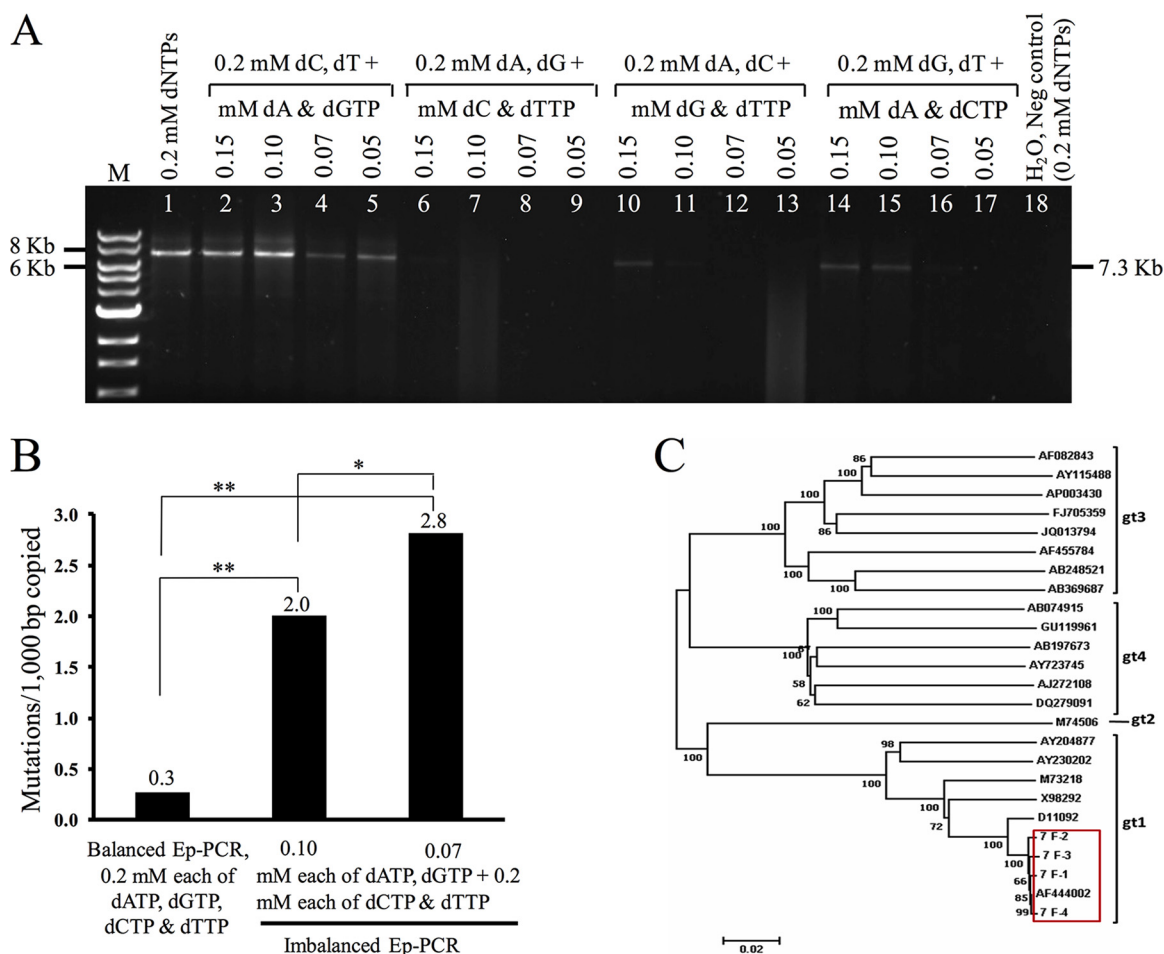 A
0.2 mM dNTPs
0.2 mM dC, dT +
0.2 mM dA, dG +
0.2 mM dA, dC +
0.2 mM dG, dT +
H2O, Neg control
(0.2 mM dNTPs)
mM dA & dGTP
mM dC & dTTP
mM dG & dTTP
mM dA & dCTP
M
0.15 0.10 0.07 0.05 0.15 0.10 0.07 0.05 0.15 0.10 0.07 0.05 0.15 0.10 0.07 0.05
1 2 3 4 5 6 7 8 9 10 11 12 13 14 15 16 17 18
8 Kb
6 Kb
7.3 Kb
B
*
**
**
Mutations/1,000 bp copied
3.0
2.5
2.0
1.5
1.0
0.5
0.0
0.3
2.0
2.8
Balanced Ep-PCR,
0.2 mM each of
dATP, dGTP,
dCTP & dTTP
0.10 0.07
mM each of dATP, dGTP + 0.2
mM each of dCTP & dTTP
Imbalanced Ep-PCR
C
AF082843
AY115488
AP003430
FJ705359
JQ013794
AF455784
AB248521
AB369687
AB074915
GU119961
AB197673
AY723745
AJ272108
DQ279091
M74506
AY204877
AY230202
M73218
X98292
D11092
7 F-2
7 F-3
7 F-1
AF444002
7 F-4
gt3
gt4
gt2
gt1
86
100
100
86
100
100
100
100
58
62
100
98
100
100
72
100
100
66
85
99
0.02